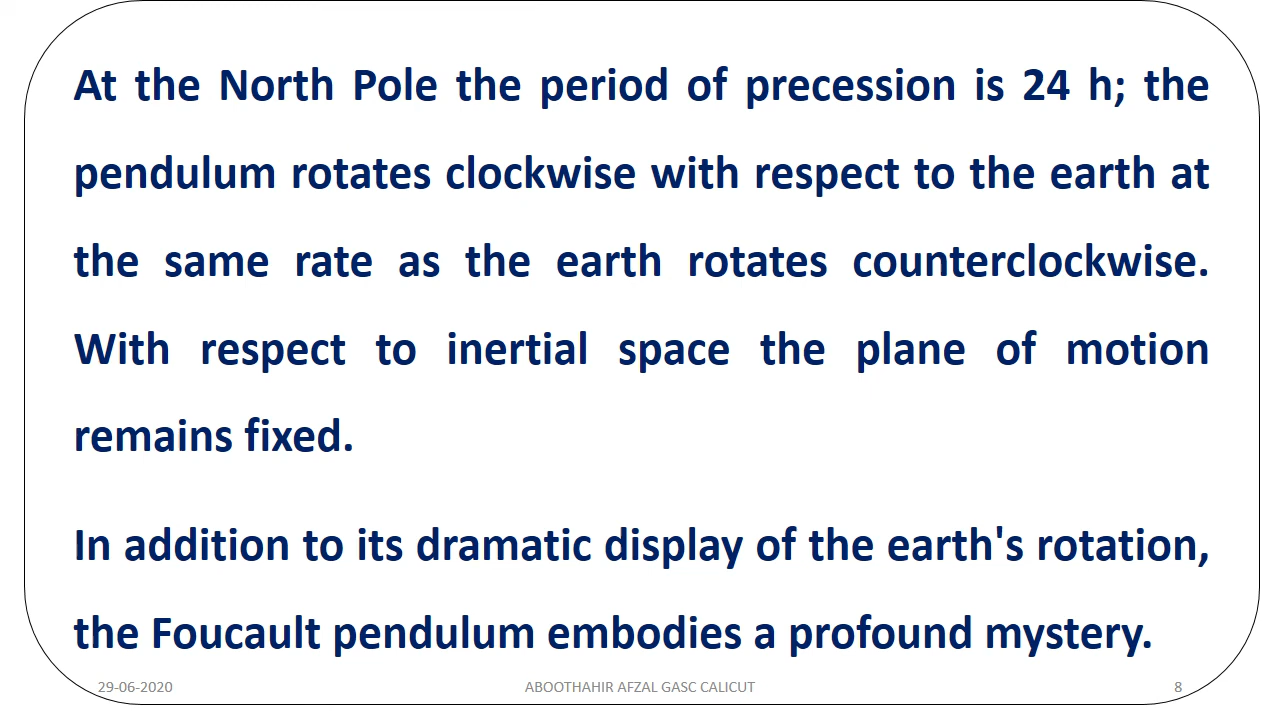 At the North Pole the period of precession is 24 h; the
pendulum rotates clockwise with respect to the earth at
the same rate as the earth rotates counterclockwise.
With respect to inertial space the plane of motion
remains fixed.
In addition to its dramatic display of the earth's rotation,
the Foucault pendulum embodies a profound mystery.
29-06-2020 ABOOTHAHIR AFZAL GASC CALICUT 8